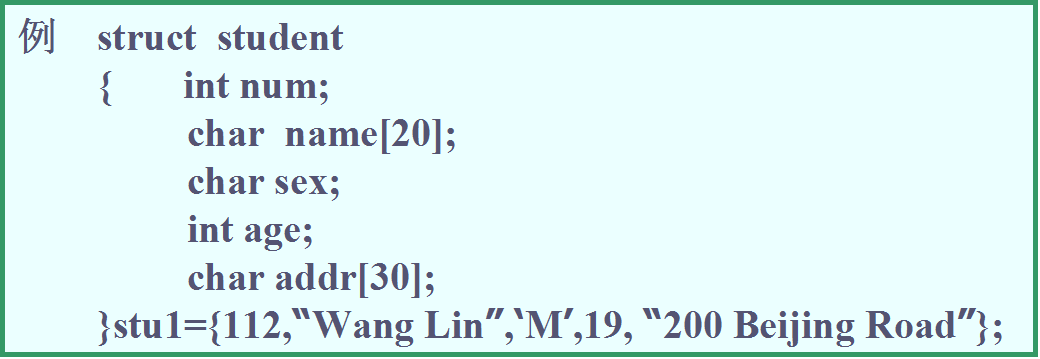 例 struct student
{ int num;
char name[20];
char sex;
int age;
char addr[30];
}stu1={112,“Wang Lin”,‘M’,19, “200 Beijing Road”};